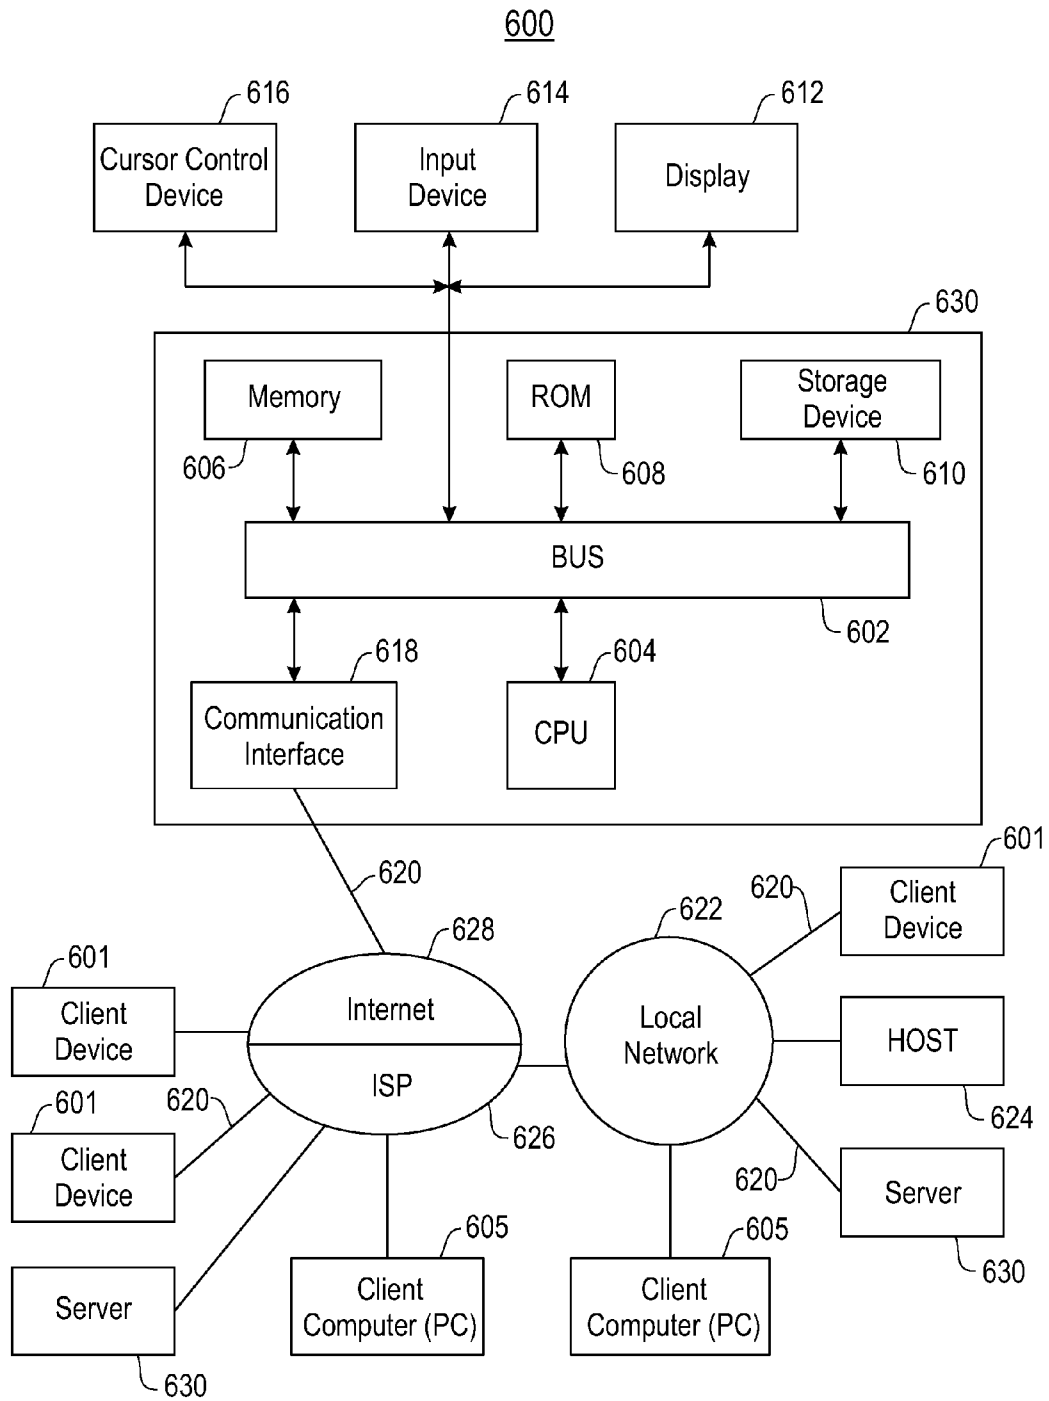 600
616
614
612
Cursor Control
Device
Input
Device
Display
630
Memory
ROM
Storage
Device
606
608
610
BUS
602
618
604
Communication
Interface
CPU
620
601
620
Client
Device
622
628
601
Client
Device
Internet
Local
Network
HOST
ISP
601
620
626
624
Client
Device
620
Server
605
605
630
Server
Client
Computer (PC)
Client
Computer (PC)
630